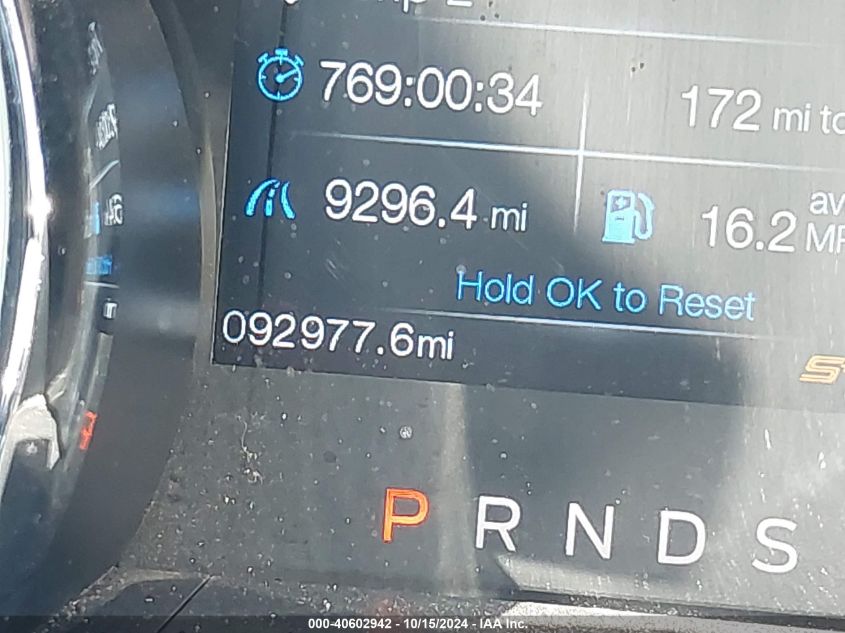 769:00:34
172 mi to
9296.4 mi
16.2
Hold OK to Reset
092977.6mi
P R N D S
000-40602942 - 10/15/2024 - IAA Inc.